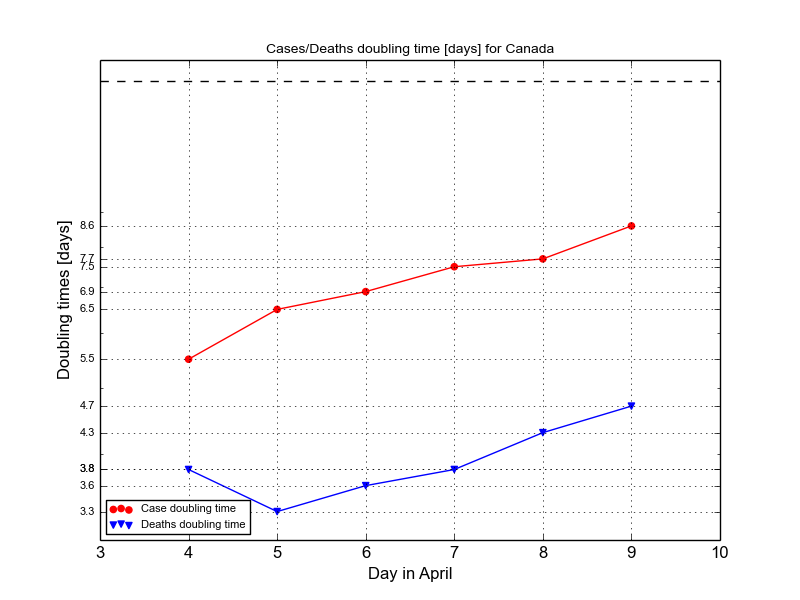 Cases/Deaths doubling time [days] for Canada
Doubling times [days]
8.6
7.7
7.5
6.9
6.5
5.5
4.7
4.3
3.8
3.6
3.3
Case doubling time
Deaths doubling time
3 4 5 6 7 8 9 10
Day in April